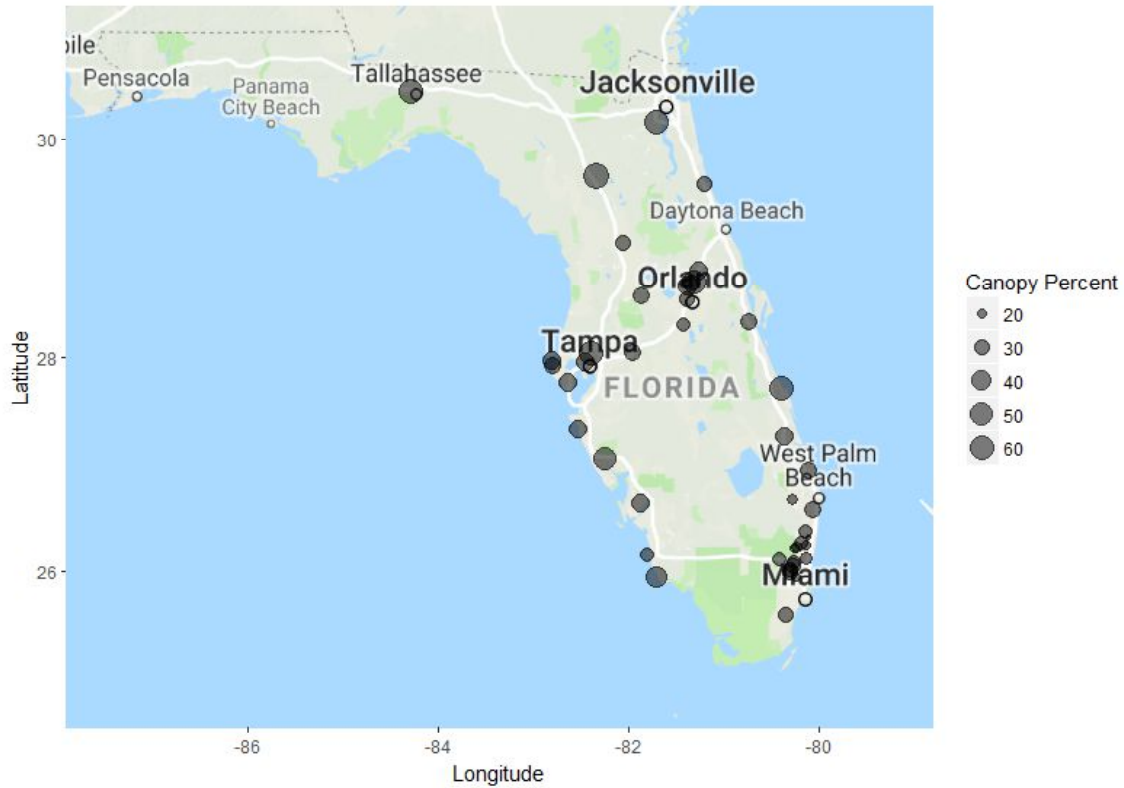 oile
Pensacola
Panama
City Beach
Tallahassee
Jacksonville
Daytona Beach
Orlando
Tampa
FLORIDA
West Palm
Beach
Miami
30
28
26
Latitude
-86
-84
-82
-80
Longitude
Canopy Percent
20
30
40
50
60